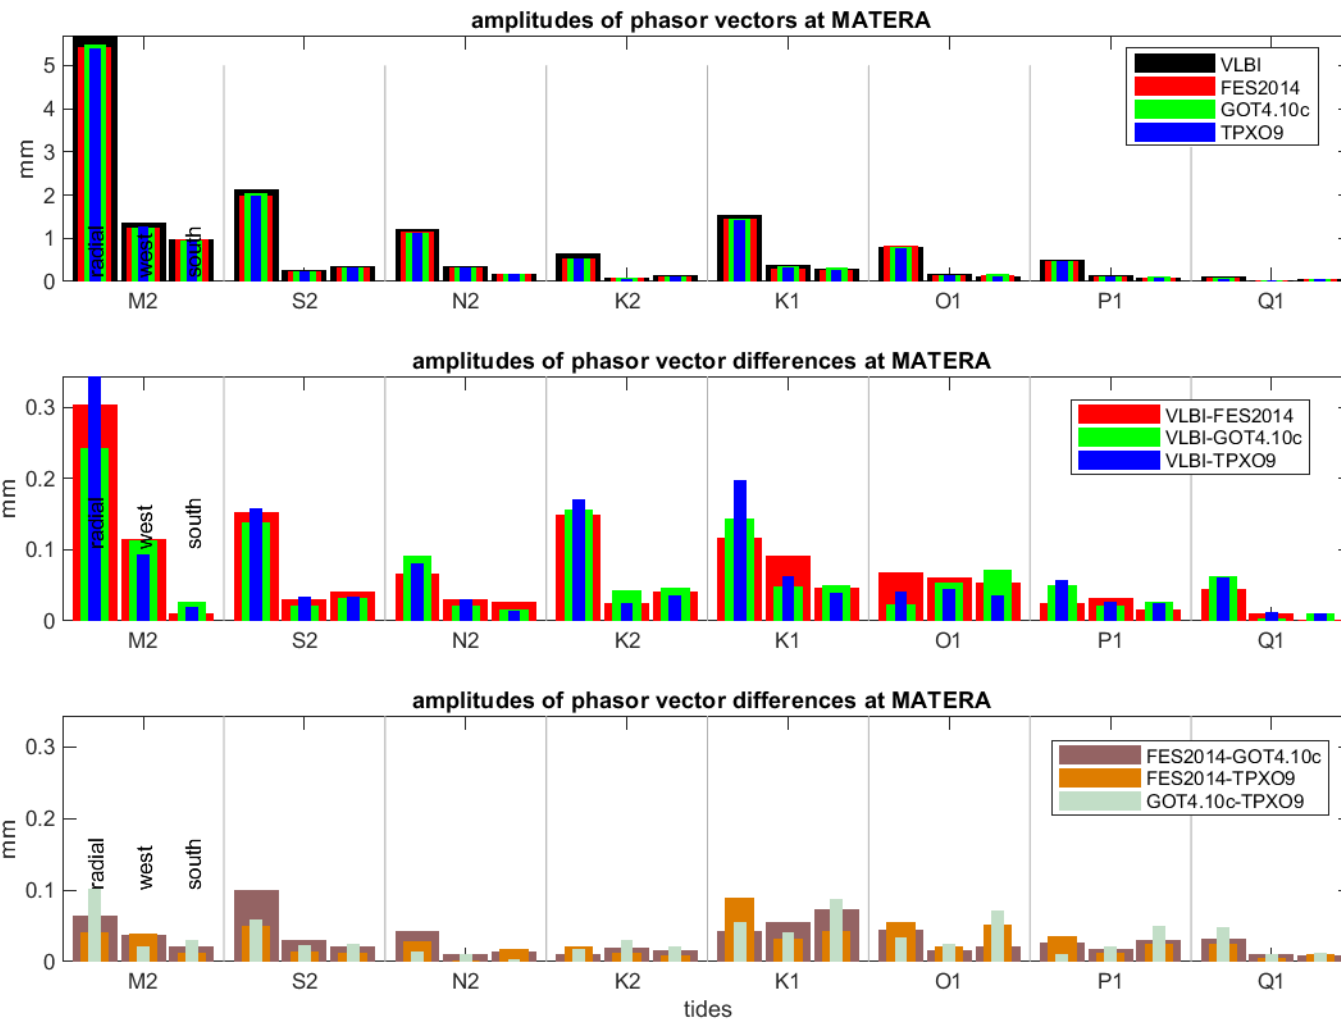 amplitudes of phasor vectors at MATERA
VLBI
FES2014
GOT4.10c
TPXO9
5
4
3
2
1
0
mm
radial
west
south
M2 S2 N2 K2 K1 O1 P1 Q1
amplitudes of phasor vector differences at MATERA
VLBI-FES2014
VLBI-GOT4.10c
VLBI-TPXO9
0.3
0.2
0.1
0
mm
radial
west
south
M2 S2 N2 K2 K1 O1 P1 Q1
amplitudes of phasor vector differences at MATERA
FES2014-GOT4.10c
FES2014-TPXO9
GOT4.10c-TPXO9
0.3
0.2
0.1
0
mm
radial
west
south
M2 S2 N2 K2 K1 O1 P1 Q1
tides